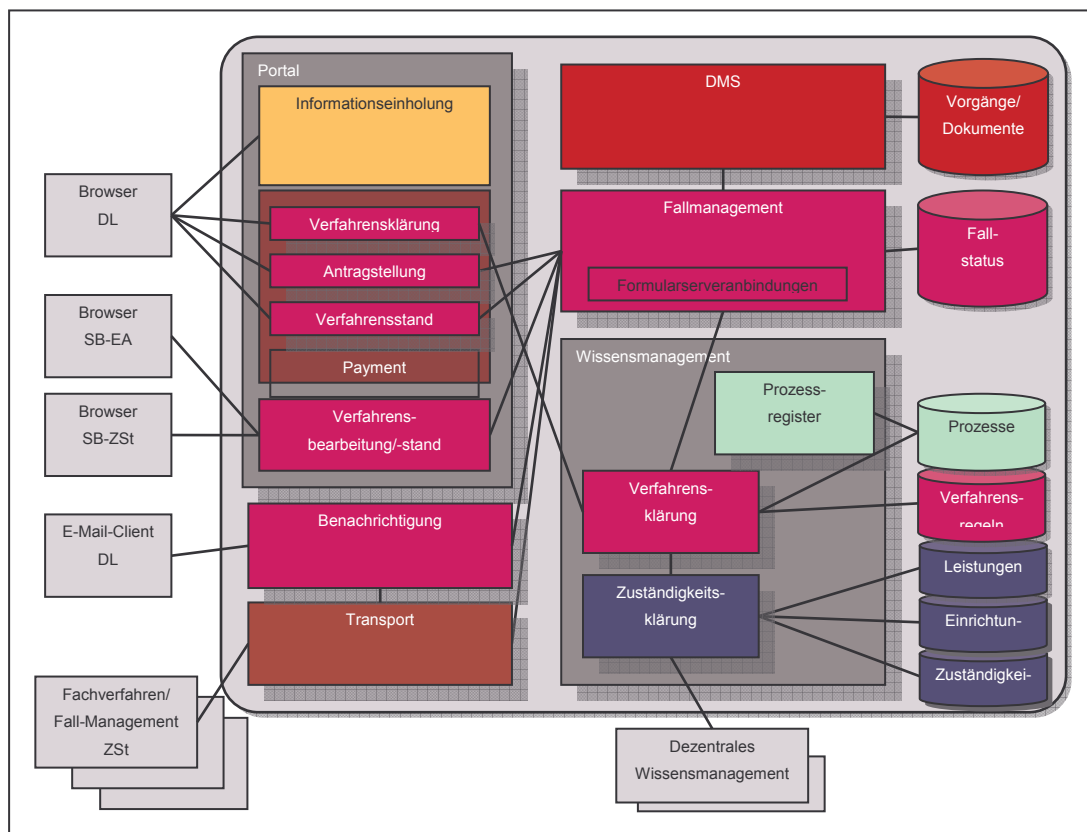 Portal
Informationseinholung
Verfahrensklärung
Antragstellung
Verfahrensstand
Payment
Verfahrens-
bearbeitung/-stand
Benachrichtigung
Transport
Browser
DL
Browser
SB-EA
Browser
SB-ZSt
E-Mail-Client
DL
Fachverfahren/
Fall-Management
ZSt
DMS
Fallmanagement
Formularserveranbindungen
Wissensmanagement
Prozess-
register
Verfahrens-
klärung
Zuständigkeits-
klärung
Dezentrales
Wissensmanagement
Vorgänge/
Dokumente
Fall-
status
Prozesse
Verfahrens-
regeln
Leistungen
Einrichtun-
Zuständigkei-